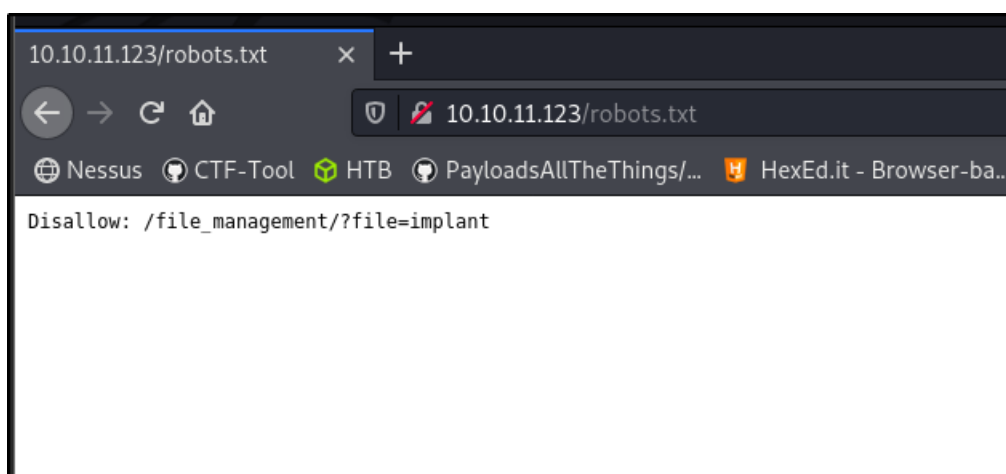 10.10.11.123/robots.txt
10.10.11.123/robots.txt
Nessus CTF-Tool HTB PayloadsAllTheThings/... HexEd.it - Browser-ba...
Disallow: /file_management/?file=implant